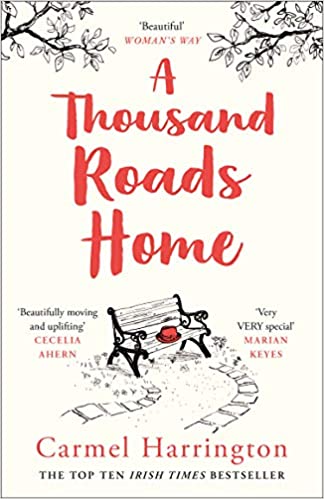 ‘Beautiful’
WOMAN’S WAY
A
Thousand
Roads
Home
‘Beautifully moving
and uplifting’
CECELIA
AHERN
‘Very
VERY special’
MARIAN
KEYES
Carmel Harrington
THE TOP TEN IRISH TIMES BESTSELLER